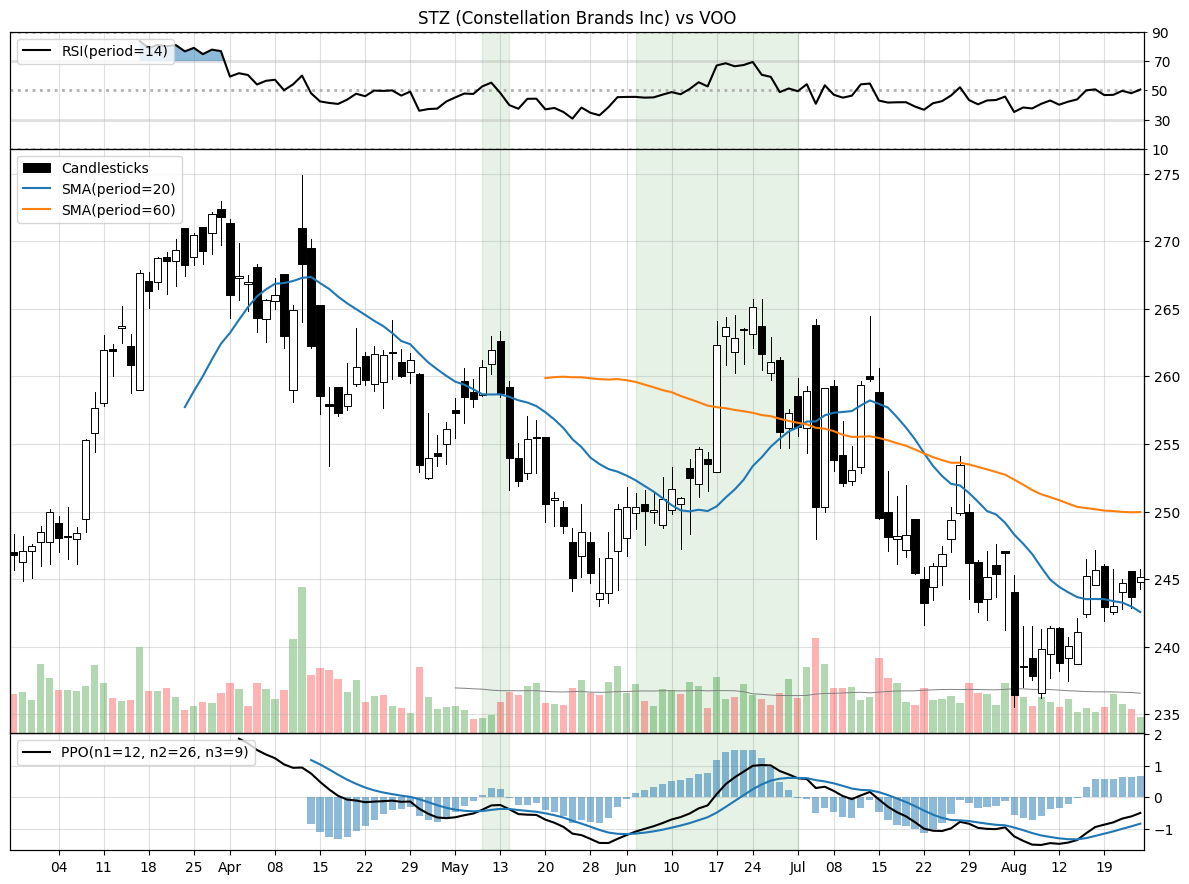 STZ (Constellation Brands Inc) vs VOO
RSI(period=14)
90
70
50
30
10
Candlesticks
SMA(period=20)
SMA(period=60)
275
270
265
260
255
250
245
240
235
PPO(n1=12, n2=26, n3=9)
2
1
0
−1
04 11 18 25 Apr 08 15 22 29 May 13 20 28 Jun 10 17 24 Jul 08 15 22 29 Aug 12 19